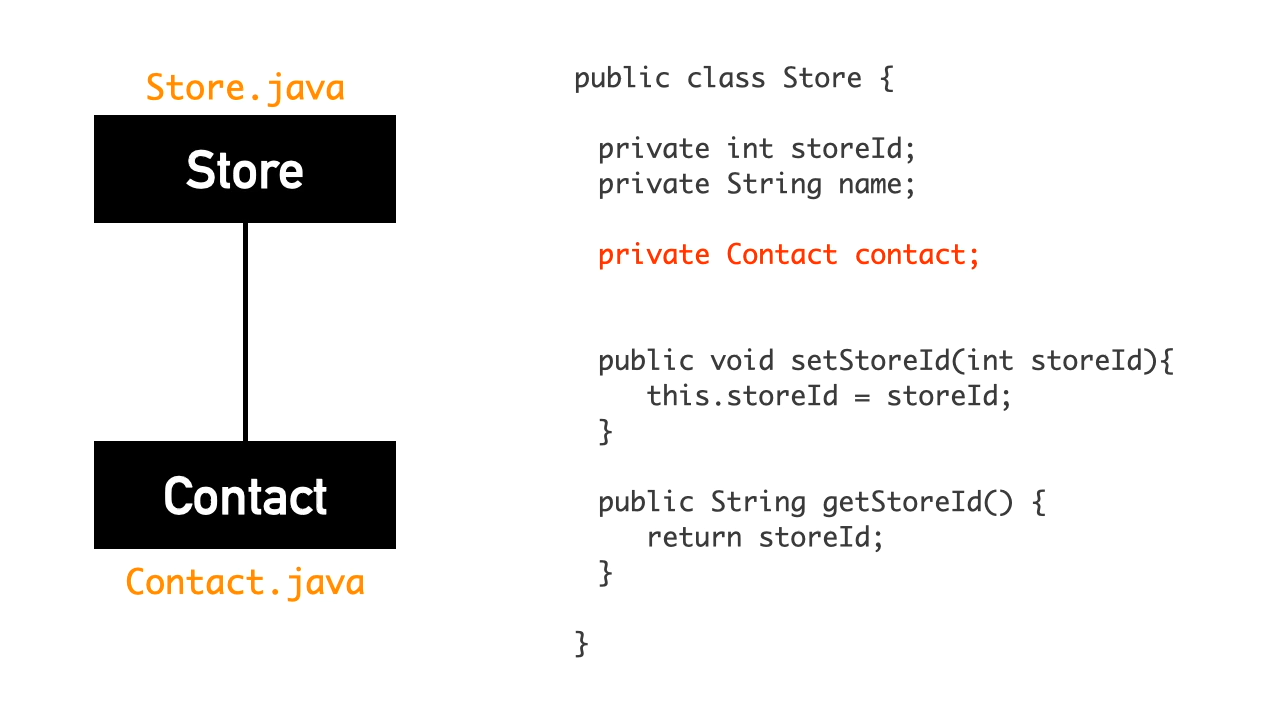 Store.java
Store
Contact
Contact.java
public class Store {
private int storeId;
private String name;
private Contact contact;
public void setStoreId(int storeId){
this.storeId = storeId;
}
public String getStoreId() {
return storeId;
}
}